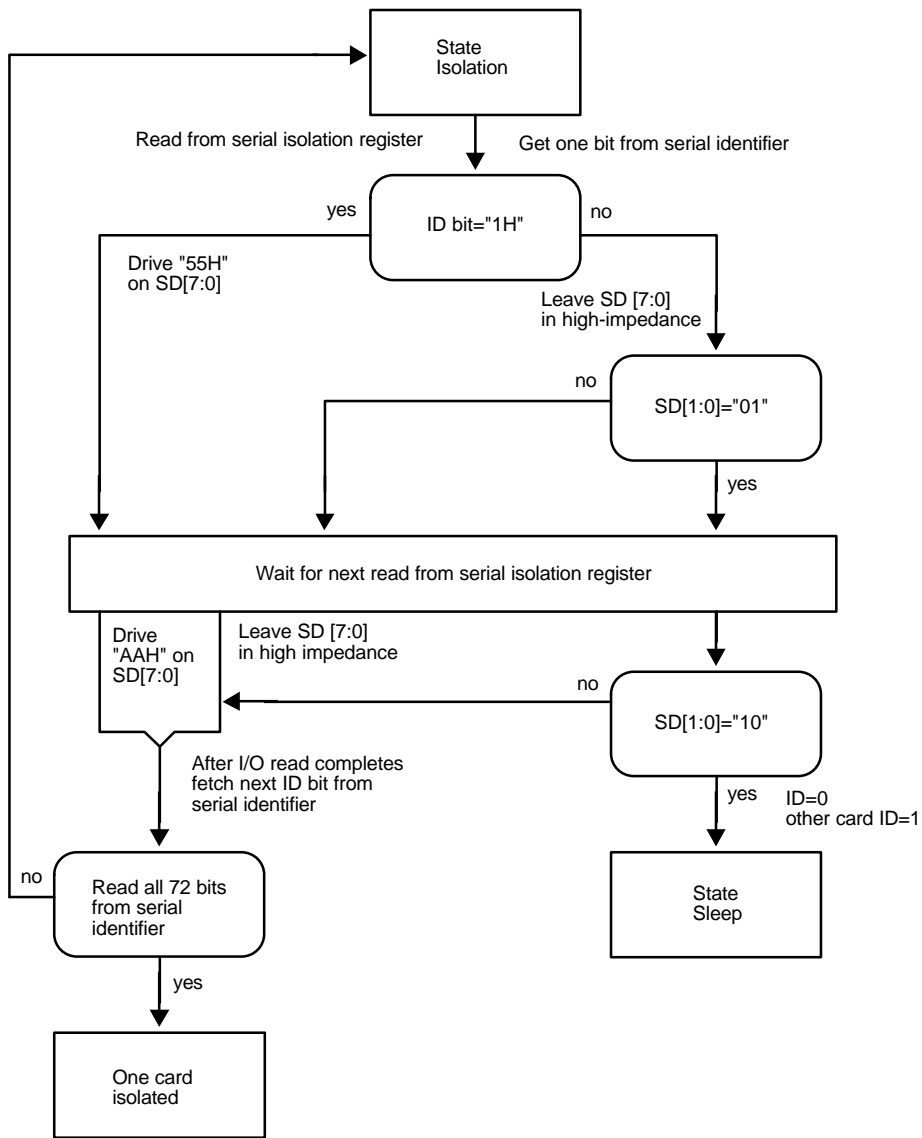 State
Isolation
Read from serial isolation register
Get one bit from serial identifier
yes
ID bit="1H"
no
Drive "55H"
on SD[7:0]
Leave SD [7:0]
in high-impedance
no
SD[1:0]="01"
yes
Wait for next read from serial isolation register
Drive
"AAH" on
SD[7:0]
Leave SD [7:0]
in high impedance
no
SD[1:0]="10"
After I/O read completes
fetch next ID bit from
serial identifier
yes
ID=0
other card ID=1
no
Read all 72 bits
from serial
identifier
State
Sleep
yes
One card
isolated